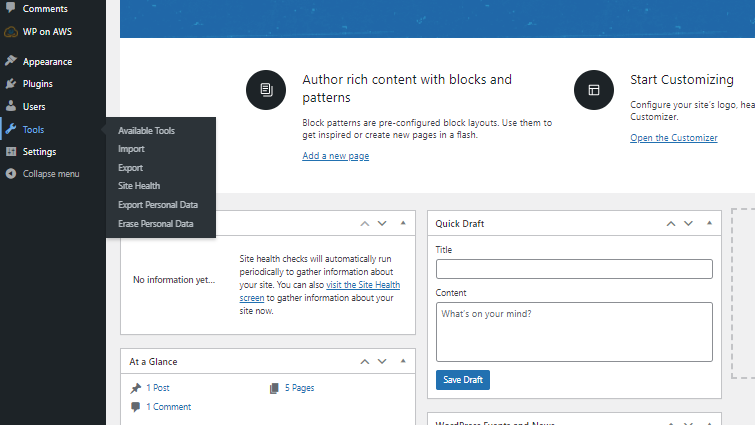 Comments
WP on AWS
Appearance
Plugins
Users
Tools
Settings
Collapse menu
Available Tools
Import
Export
Site Health
Export Personal Data
Erase Personal Data
Author rich content with blocks and
patterns
Block patterns are pre-configured block layouts. Use them to
get inspired or create new pages in a flash.
Add a new page
Start Customizing
Configure your site's logo, hea
Customizer.
Open the Customizer
No information yet...
Site health checks will automatically run
periodically to gather information about
your site. You can also visit the Site Health
screen to gather information about your
site now.
At a Glance
1 Post
5 Pages
1 Comment
Quick Draft
Title
Content
What's on your mind?
Save Draft
WordPress Events and News